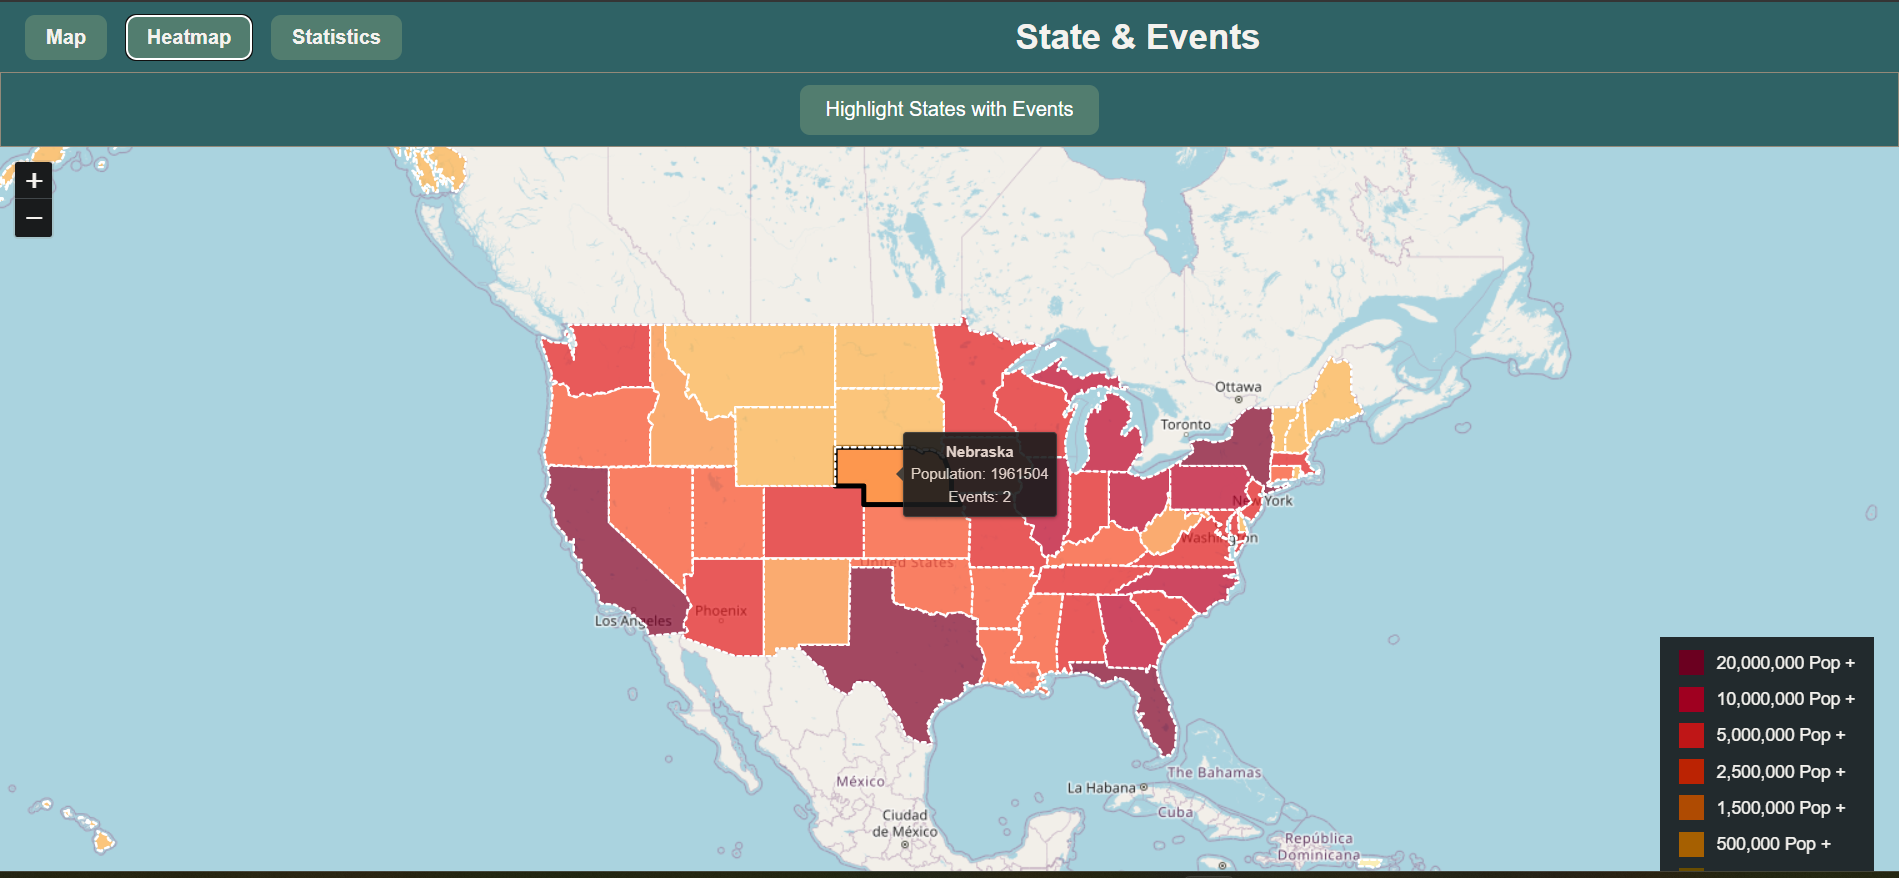 Map
Heatmap
Statistics
State & Events
Highlight States with Events
+
−
Ottawa
Toronto
Nebraska
Population: 1961504
Events: 2
New York
Washington
United States
Phoenix
Los Angeles
México
Ciudad
de México
La Habana
The Bahamas
Cuba
República
Dominicana
20,000,000 Pop +
10,000,000 Pop +
5,000,000 Pop +
2,500,000 Pop +
1,500,000 Pop +
500,000 Pop +